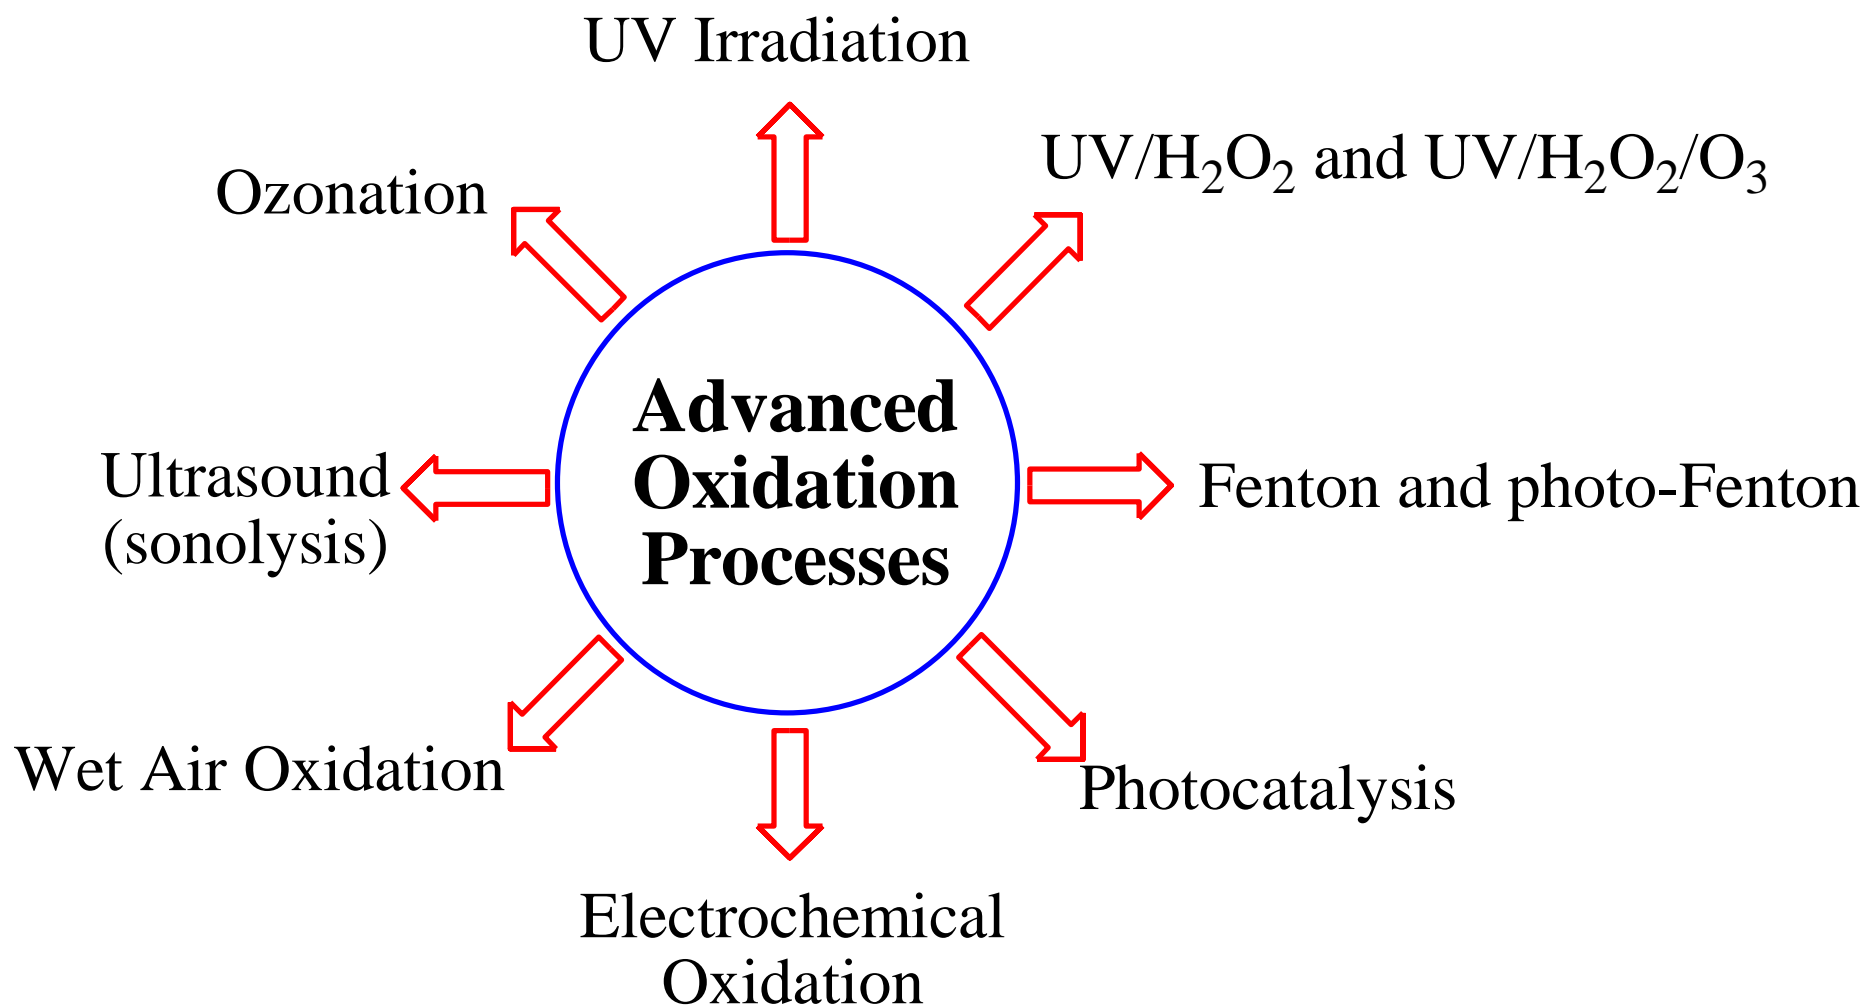 UV Irradiation
UV/H₂O₂ and UV/H₂O₂/O₃
Ozonation
Advanced
Oxidation
Processes
Ultrasound
(sonolysis)
Fenton and photo-Fenton
Wet Air Oxidation
Photocatalysis
Electrochemical
Oxidation